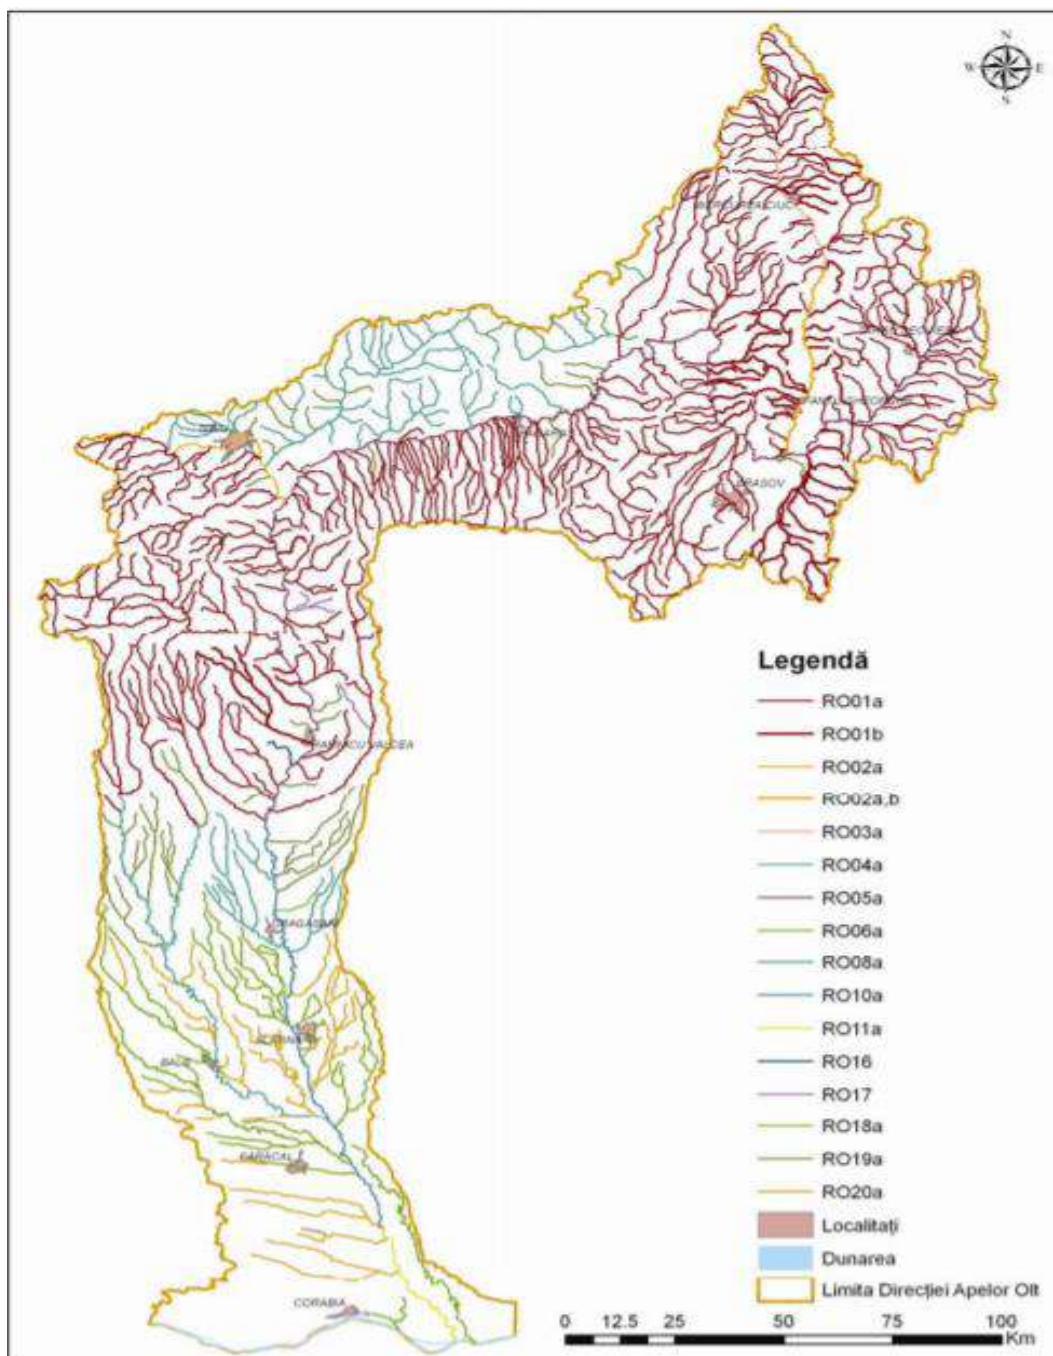 N
W E
S
BRASOV
CARACAL
CORABIA
Legendă
RO01a
RO01b
RO02a
RO02a,b
RO03a
RO04a
RO05a
RO06a
RO08a
RO10a
RO11a
RO16
RO17
RO18a
RO19a
RO20a
Localitați
Dunarea
Limita Direcției Apelor Olt
0 12.5 25 50 75 100
Km